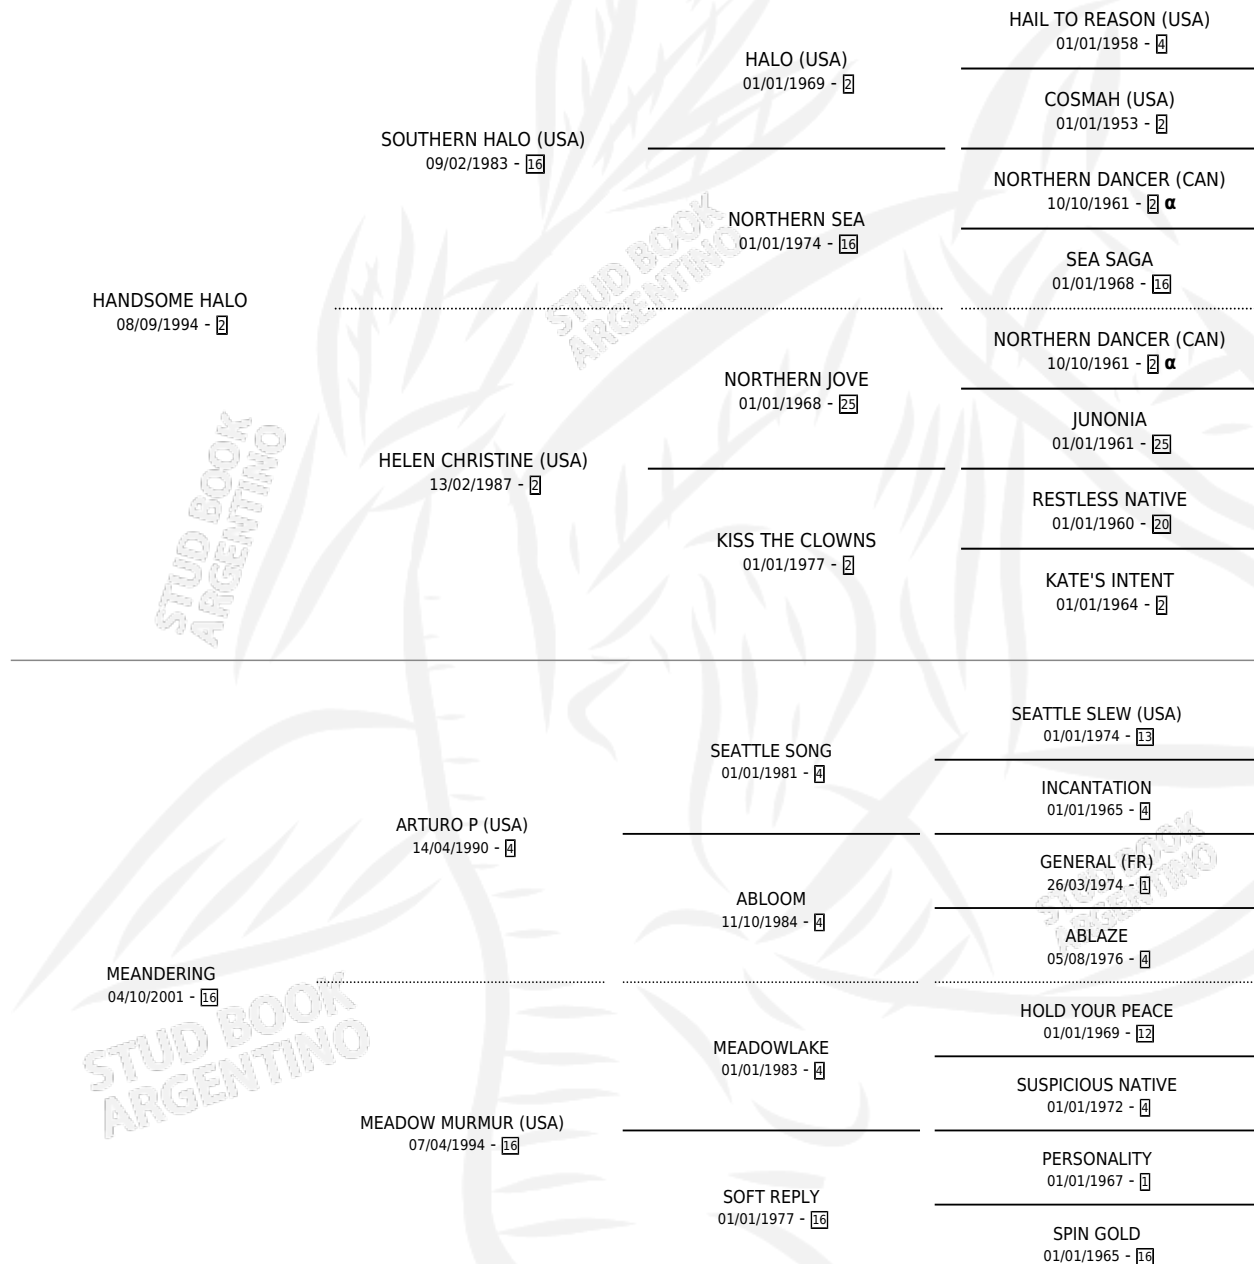 HAIL TO REASON (USA)
01/01/1958 - 4
HALO (USA)
01/01/1969 - 2
COSMAH (USA)
01/01/1953 - 2
SOUTHERN HALO (USA)
09/02/1983 - 16
NORTHERN DANCER (CAN)
10/10/1961 - 2 α
NORTHERN SEA
01/01/1974 - 16
SEA SAGA
01/01/1968 - 16
STUD BOOK
ARGENTINO
HANDSOME HALO
08/09/1994 - 2
NORTHERN DANCER (CAN)
10/10/1961 - 2 α
NORTHERN JOVE
01/01/1968 - 25
JUNONIA
01/01/1961 - 25
HELEN CHRISTINE (USA)
13/02/1987 - 2
RESTLESS NATIVE
01/01/1960 - 20
KISS THE CLOWNS
01/01/1977 - 2
KATE'S INTENT
01/01/1964 - 2
STUD BOOK
ARGENTINO
SEATTLE SLEW (USA)
01/01/1974 - 13
SEATTLE SONG
01/01/1981 - 4
INCANTATION
01/01/1965 - 4
ARTURO P (USA)
14/04/1990 - 4
GENERAL (FR)
26/03/1974 - 1
ABLOOM
11/10/1984 - 4
ABLAZE
05/08/1976 - 4
STUD BOOK
ARGENTINO
MEANDERING
04/10/2001 - 16
HOLD YOUR PEACE
01/01/1969 - 12
MEADOWLAKE
01/01/1983 - 4
SUSPICIOUS NATIVE
01/01/1972 - 4
STUD BOOK
ARGENTINO
MEADOW MURMUR (USA)
07/04/1994 - 16
PERSONALITY
01/01/1967 - 1
SOFT REPLY
01/01/1977 - 16
SPIN GOLD
01/01/1965 - 16